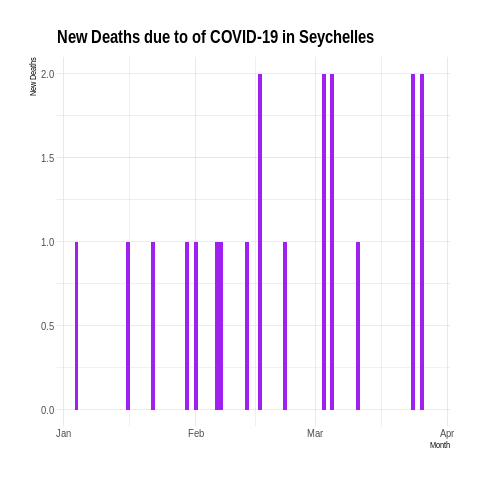 New Deaths due to of COVID-19 in Seychelles
New Deaths
2.0
1.5
1.0
0.5
0.0
Jan Feb Mar Apr
Month